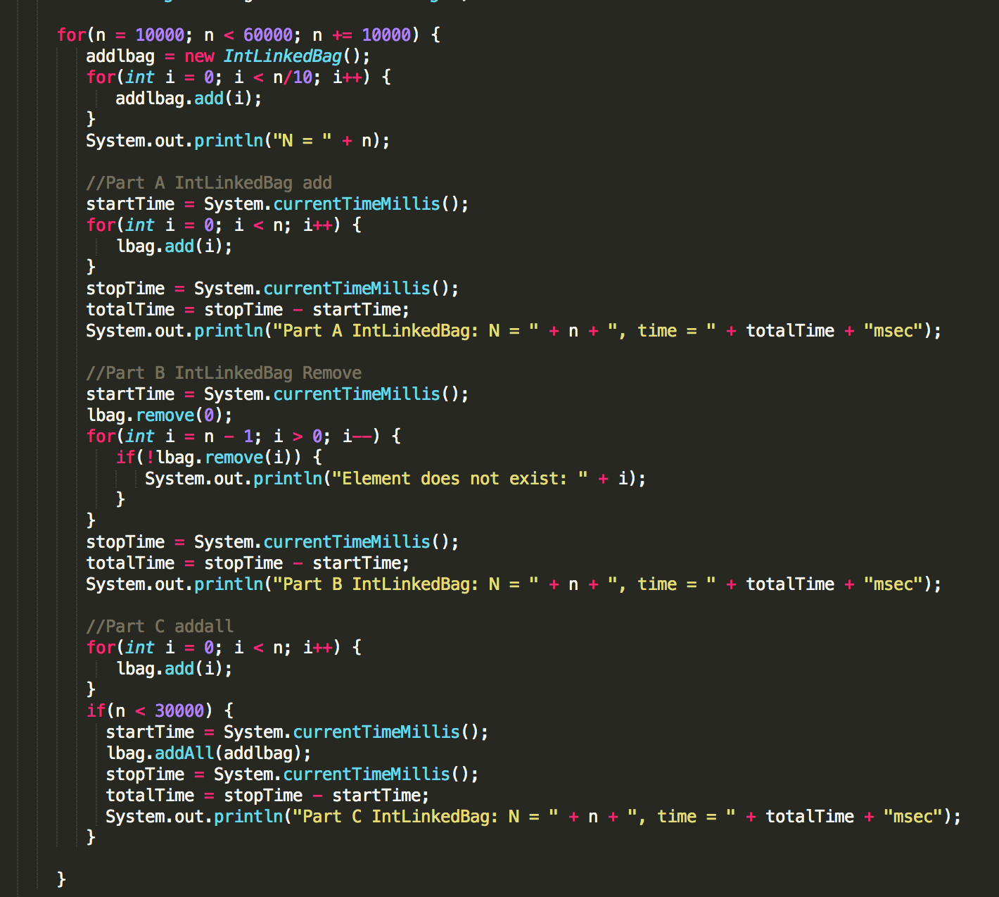 for(n = 10000; n < 60000; n += 10000) {
addlbag = new IntLinkedBag();
for(int i = 0; i < n/10; i++) {
addlbag.add(i);
}
System.out.println("N = " + n);
//Part A IntLinkedBag add
startTime = System.currentTimeMillis();
for(int i = 0; i < n; i++) {
lbag.add(i);
}
stopTime = System.currentTimeMillis();
totalTime = stopTime - startTime;
System.out.println("Part A IntLinkedBag: N = " + n + ", time = " + totalTime + "msec");
//Part B IntLinkedBag Remove
startTime = System.currentTimeMillis();
lbag.remove(0);
for(int i = n - 1; i > 0; i--) {
if(!lbag.remove(i)) {
System.out.println("Element does not exist: " + i);
}
}
stopTime = System.currentTimeMillis();
totalTime = stopTime - startTime;
System.out.println("Part B IntLinkedBag: N = " + n + ", time = " + totalTime + "msec");
//Part C addall
for(int i = 0; i < n; i++) {
lbag.add(i);
}
if(n < 30000) {
startTime = System.currentTimeMillis();
lbag.addAll(addlbag);
stopTime = System.currentTimeMillis();
totalTime = stopTime - startTime;
System.out.println("Part C IntLinkedBag: N = " + n + ", time = " + totalTime + "msec");
}
}